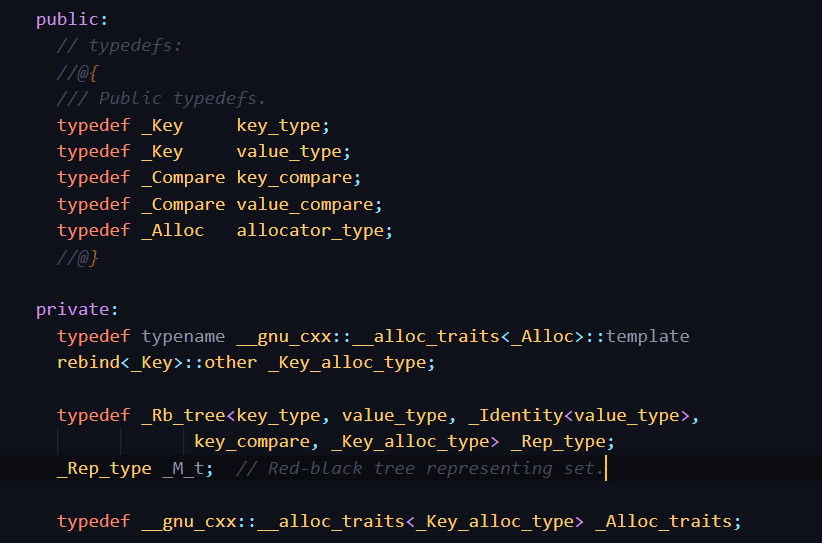 public:
// typedefs:
//@{
/// Public typedefs.
typedef _Key     key_type;
typedef _Key     value_type;
typedef _Compare key_compare;
typedef _Compare value_compare;
typedef _Alloc   allocator_type;
//@}
private:
typedef typename __gnu_cxx::__alloc_traits<_Alloc>::template
rebind<_Key>::other _Key_alloc_type;
typedef _Rb_tree<key_type, value_type, _Identity<value_type>,
key_compare, _Key_alloc_type> _Rep_type;
_Rep_type _M_t;  // Red-black tree representing set.
typedef __gnu_cxx::__alloc_traits<_Key_alloc_type> _Alloc_traits;